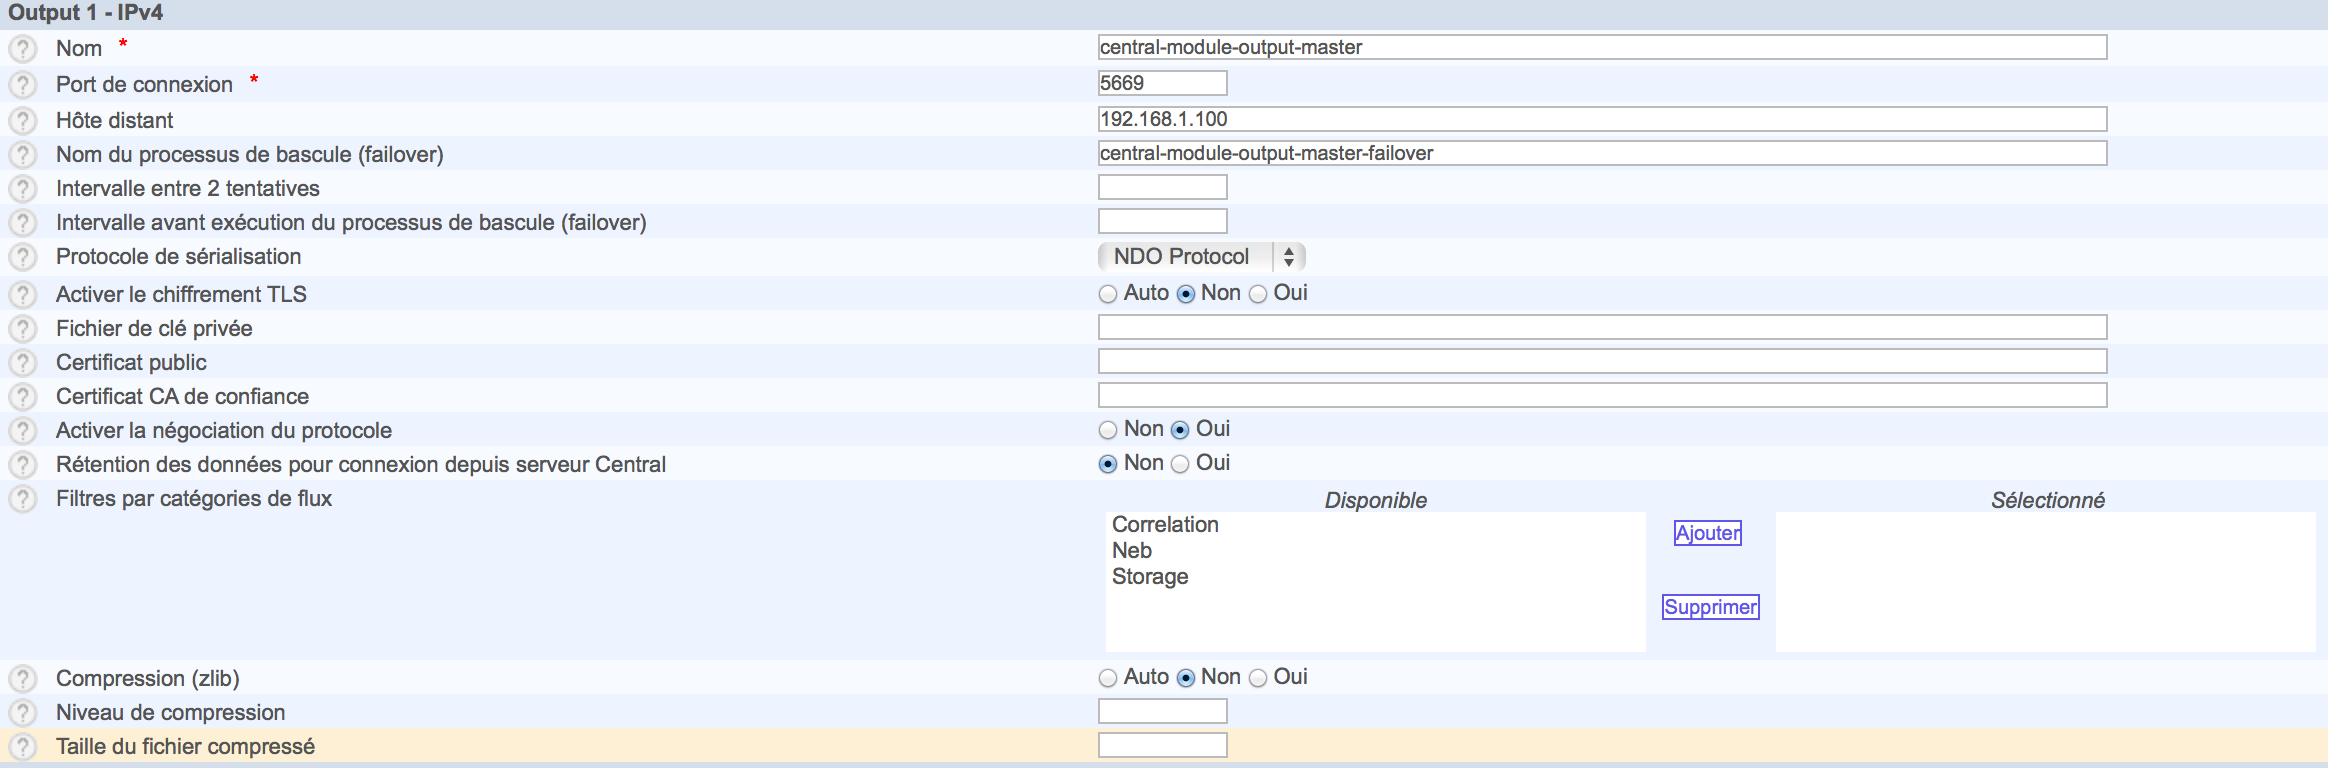 Output 1 - IPv4
Nom *
central-module-output-master
Port de connexion *
5669
Hôte distant
192.168.1.100
Nom du processus de bascule (failover)
central-module-output-master-failover
Intervalle entre 2 tentatives
Intervalle avant exécution du processus de bascule (failover)
Protocole de sérialisation
NDO Protocol
Activer le chiffrement TLS
Auto Non Oui
Fichier de clé privée
Certificat public
Certificat CA de confiance
Activer la négociation du protocole
Non Oui
Rétention des données pour connexion depuis serveur Central
Non Oui
Filtres par catégories de flux
Disponible
Sélectionné
Correlation
Neb
Storage
Ajouter
Supprimer
Compression (zlib)
Auto Non Oui
Niveau de compression
Taille du fichier compressé